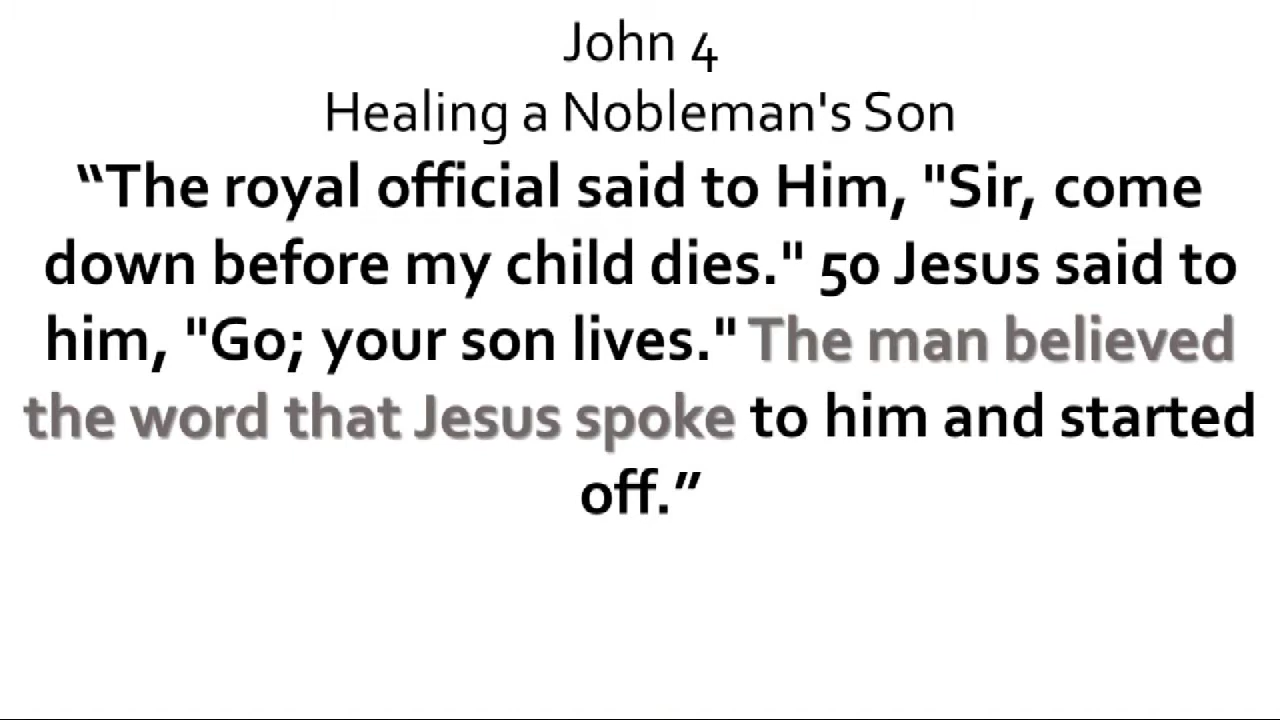 John 4
Healing a Nobleman's Son
“The royal official said to Him, "Sir, come
down before my child dies." 50 Jesus said to
him, "Go; your son lives." The man believed
the word that Jesus spoke to him and started
off.”